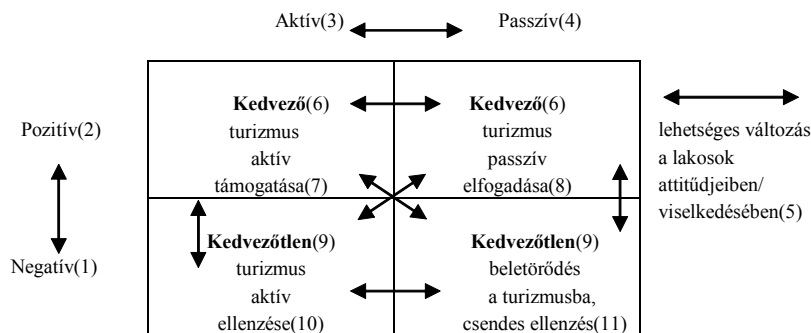 Aktív(3) Passzív(4)
Pozitív(2)
Negatív(1)
Kedvező(6)
turizmus
aktív
támogatása(7)
Kedvező(6)
turizmus
passzív
elfogadása(8)
lehetséges változás
a lakosok
attitűdjeiben/
viselkedésében(5)
Kedvezőtlen(9)
turizmus
aktív
ellenzése(10)
Kedvezőtlen(9)
beletörődés
a turizmusba,
csendes ellenzés(11)